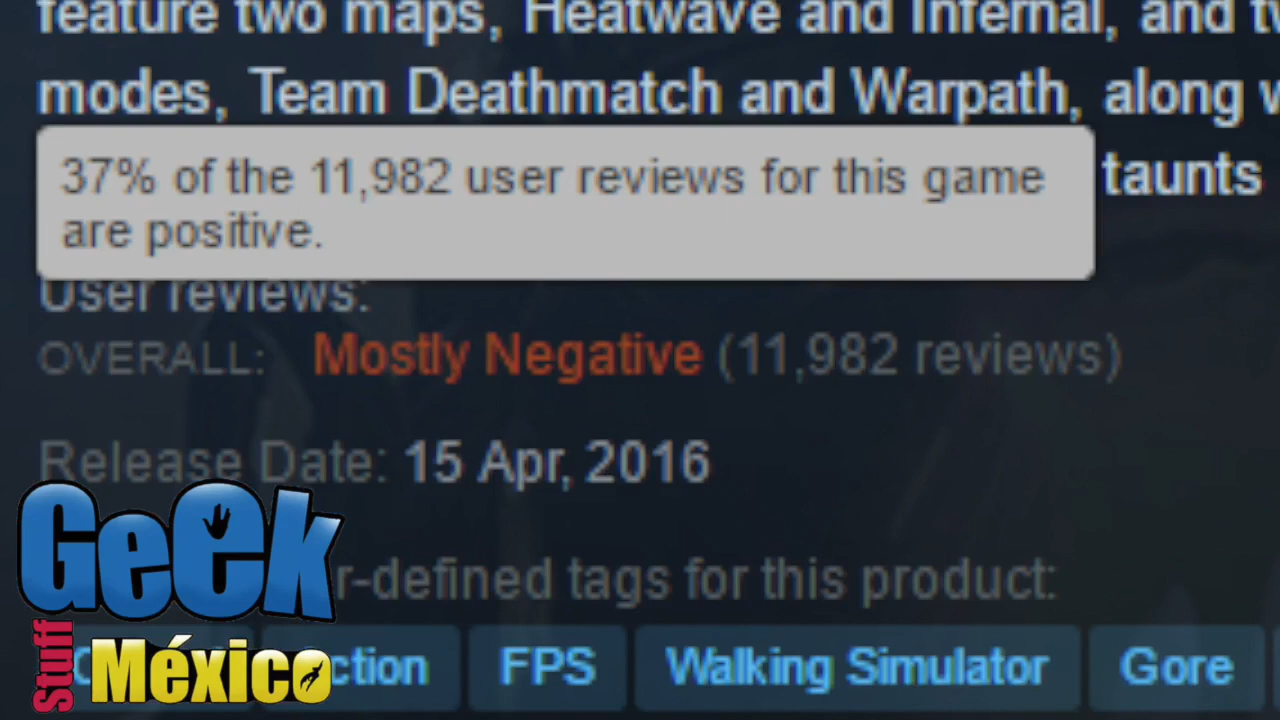 feature two maps, Heatwave and Infernal, and
modes, Team Deathmatch and Warpath, along
37% of the 11,982 user reviews for this game
are positive.
taunts
User reviews:
OVERALL: Mostly Negative (11,982 reviews)
Release Date: 15 Apr, 2016
r-defined tags for this product:
ction FPS Walking Simulator Gore
Geek
Stuff
México